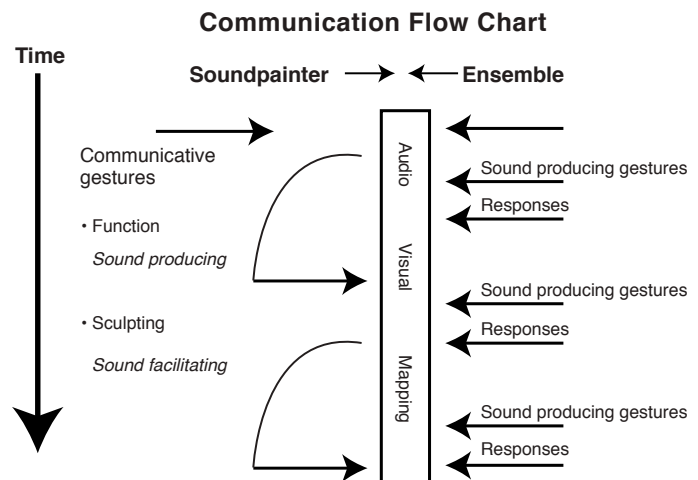 Communication Flow Chart
Time
Soundpainter
Ensemble
Communicative
gestures
• Function
Sound producing
• Sculpting
Sound facilitating
Audio
Visual
Mapping
Sound producing gestures
Responses
Sound producing gestures
Responses
Sound producing gestures
Responses